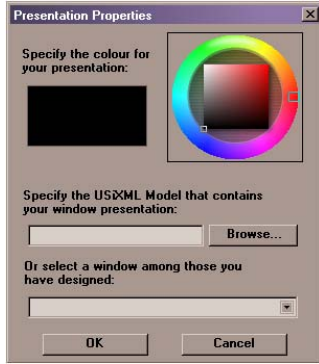 Presentation Properties
Specify the colour for
your presentation:
Specify the USiXML Model that contains
your window presentation:
Browse...
Or select a window among those you
have designed:
OK
Cancel